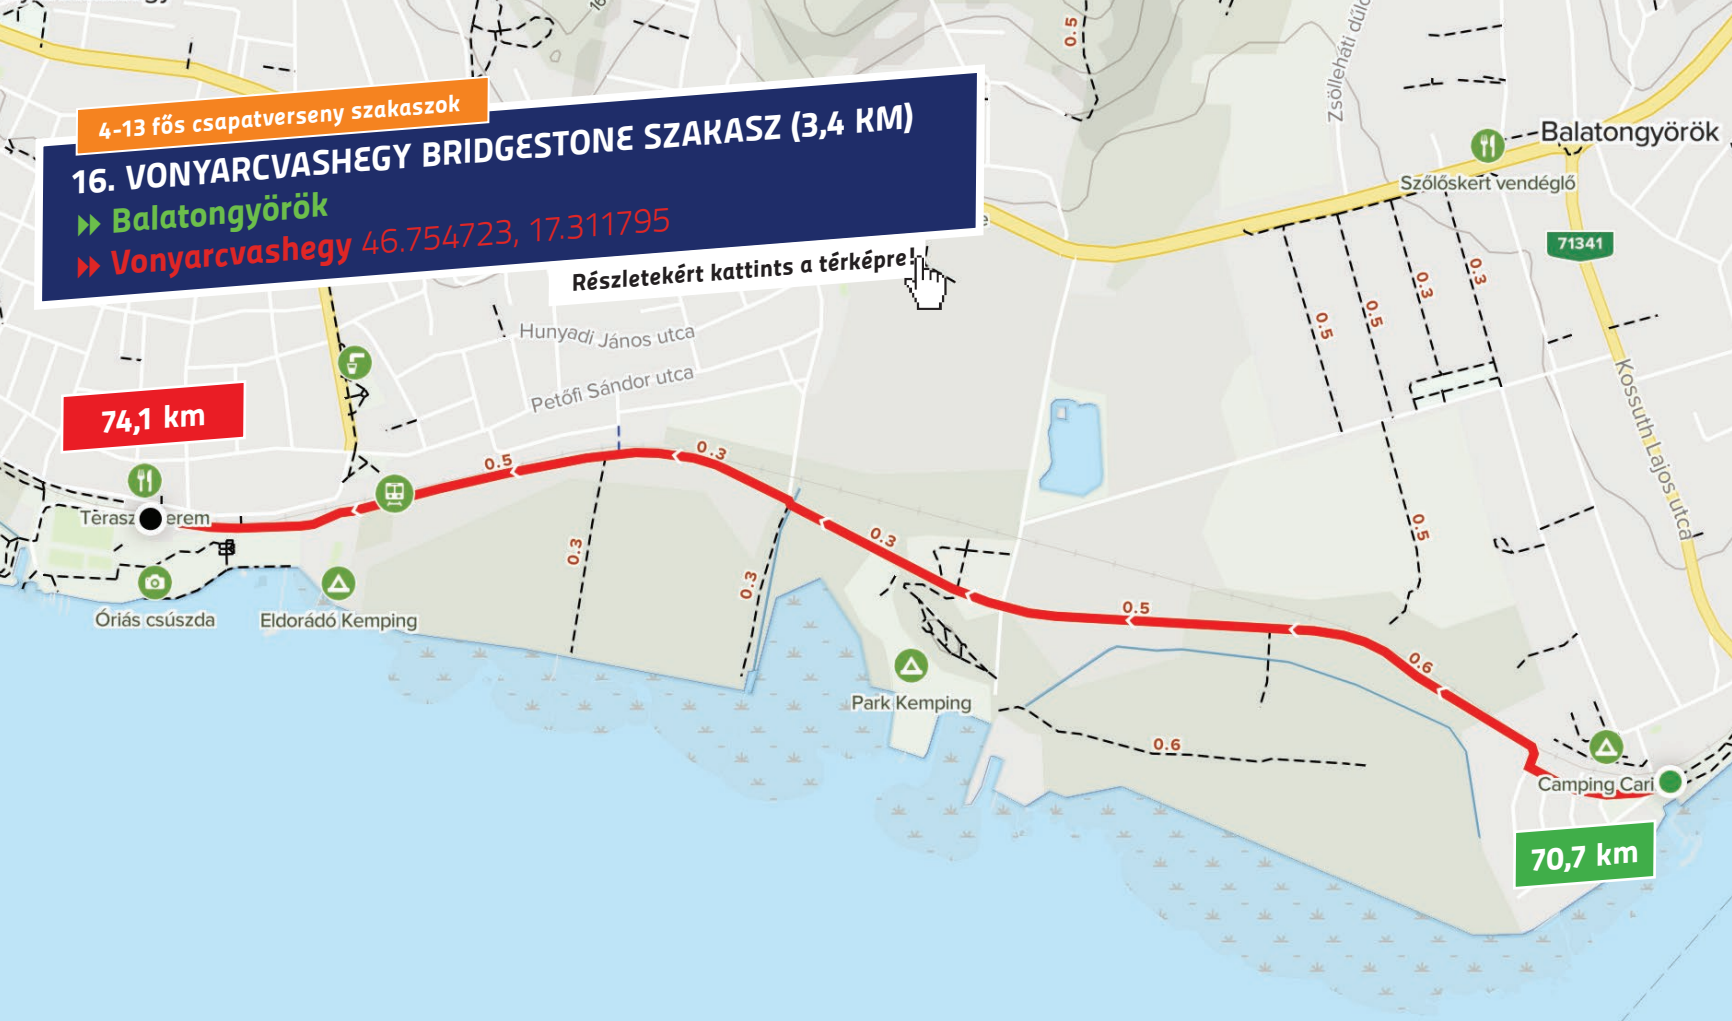 4-13 fős csapatverseny szakaszok
16. VONYARCVASHEGY BRIDGESTONE SZAKASZ (3,4 KM)
Balatongyörök
Vonyarcvashegy 46.754723, 17.311795
Részletekért kattints a térképre!
0.5
Zsölleháti dűlő
Balatongyörök
Szőlőskert vendéglő
71341
0.3
0.3
0.5
0.5
Hunyadi János utca
Petőfi Sándor utca
Kossuth Lajos utca
74,1 km
0.5
0.3
0.5
0.3
0.3
0.3
0.5
0.6
Óriás csúszda
Eldorádó Kemping
Park Kemping
0.6
Camping Cari
70,7 km